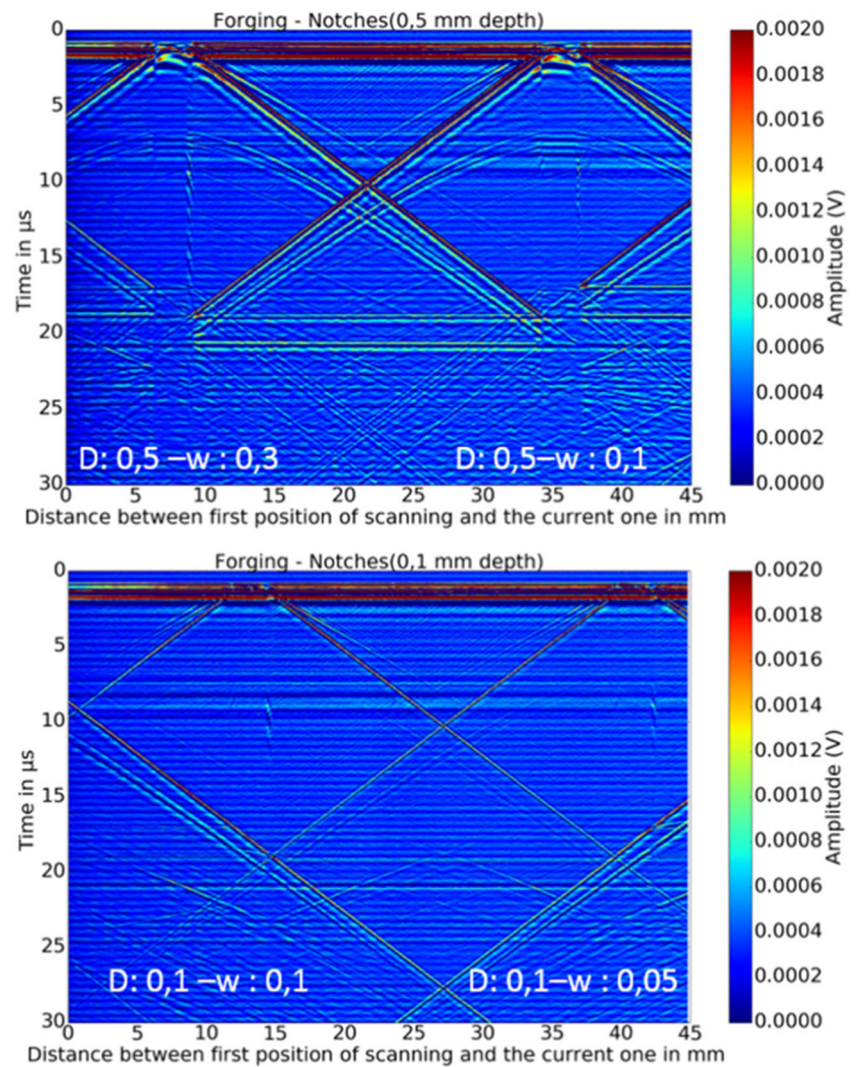 Forging - Notches(0,5 mm depth)
0
5
10
15
20
25
30
Time in µs
D: 0,5 –w : 0,3
D: 0,5–w : 0,1
0 5 10 15 20 25 30 35 40 45
Distance between first position of scanning and the current one in mm
0.0020
0.0018
0.0016
0.0014
0.0012
0.0010
0.0008
0.0006
0.0004
0.0002
0.0000
Amplitude (V)
Forging - Notches(0,1 mm depth)
0
5
10
15
20
25
30
Time in µs
D: 0,1 –w : 0,1
D: 0,1–w : 0,05
0 5 10 15 20 25 30 35 40 45
Distance between first position of scanning and the current one in mm
0.0020
0.0018
0.0016
0.0014
0.0012
0.0010
0.0008
0.0006
0.0004
0.0002
0.0000
Amplitude (V)